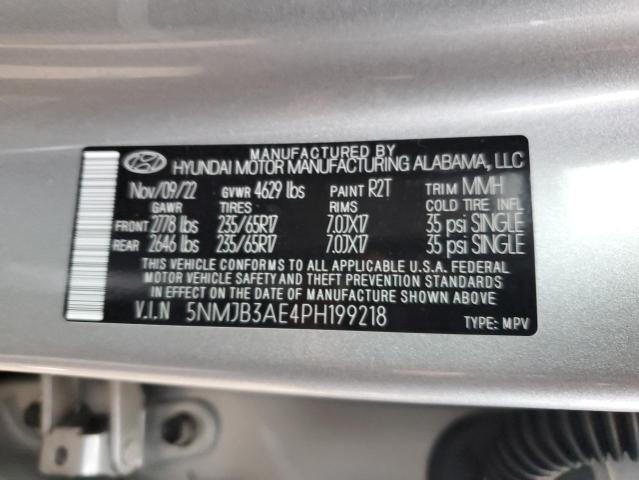 MANUFACTURED BY
HYUNDAI MOTOR MANUFACTURING ALABAMA, LLC
Nov/09/22 GVWR 4629 lbs PAINT R2T TRIM MMH
GAWR TIRES RIMS COLD TIRE INFL
FRONT 2778 lbs 235/65R17 7.0JX17 35 psi SINGLE
REAR 2646 lbs 235/65R17 7.0JX17 35 psi SINGLE
THIS VEHICLE CONFORMS TO ALL APPLICABLE U.S.A. FEDERAL
MOTOR VEHICLE SAFETY AND THEFT PREVENTION STANDARDS
IN EFFECT ON THE DATE OF MANUFACTURE SHOWN ABOVE.
V.I.N 5NMJB3AE4PH199218 TYPE: MPV